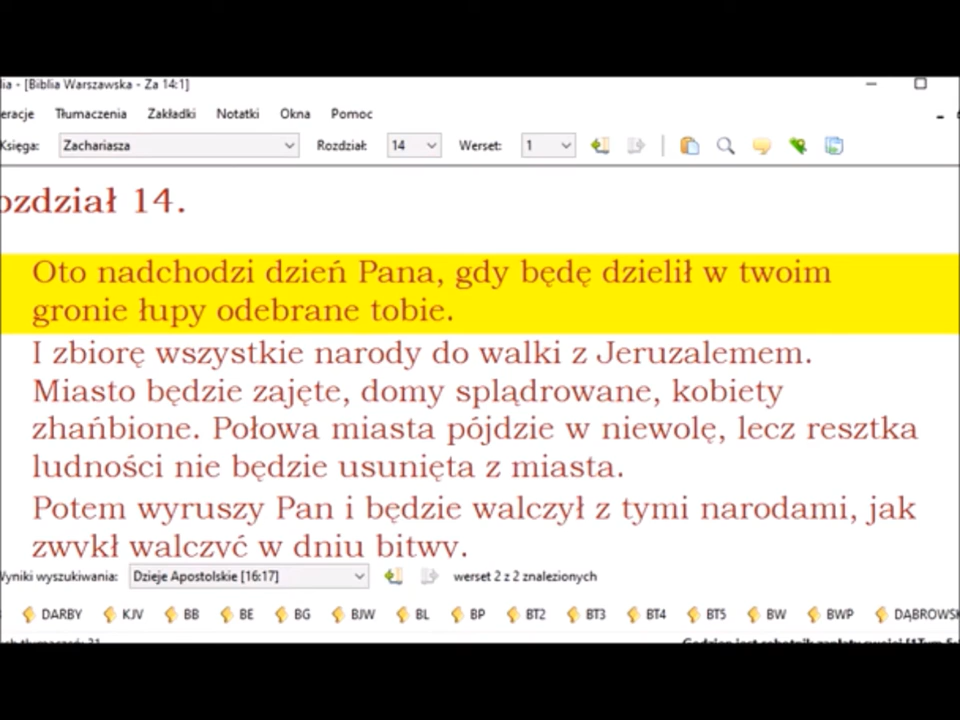 lia - [Biblia Warszawska - Za 14:1]
eracje Tłumaczenia Zakładki Notatki Okna Pomoc
Księga: Zachariasza Rozdział: 14 Werset: 1
ozdział 14.
Oto nadchodzi dzień Pana, gdy będę dzielił w twoim
gronie łupy odebrane tobie.
I zbiorę wszystkie narody do walki z Jeruzalemem.
Miasto będzie zajęte, domy splądrowane, kobiety
zhańbione. Połowa miasta pójdzie w niewolę, lecz resztka
ludności nie będzie usunięta z miasta.
Potem wyruszy Pan i będzie walczył z tymi narodami, jak
zwykł walczyć w dniu bitwy.
Wyniki wyszukiwania: Dzieje Apostolskie [16:17] werset 2 z 2 znalezionych
DARBY KJV BB BE BG BJW BL BP BT2 BT3 BT4 BT5 BW BWP DĄBROWSK